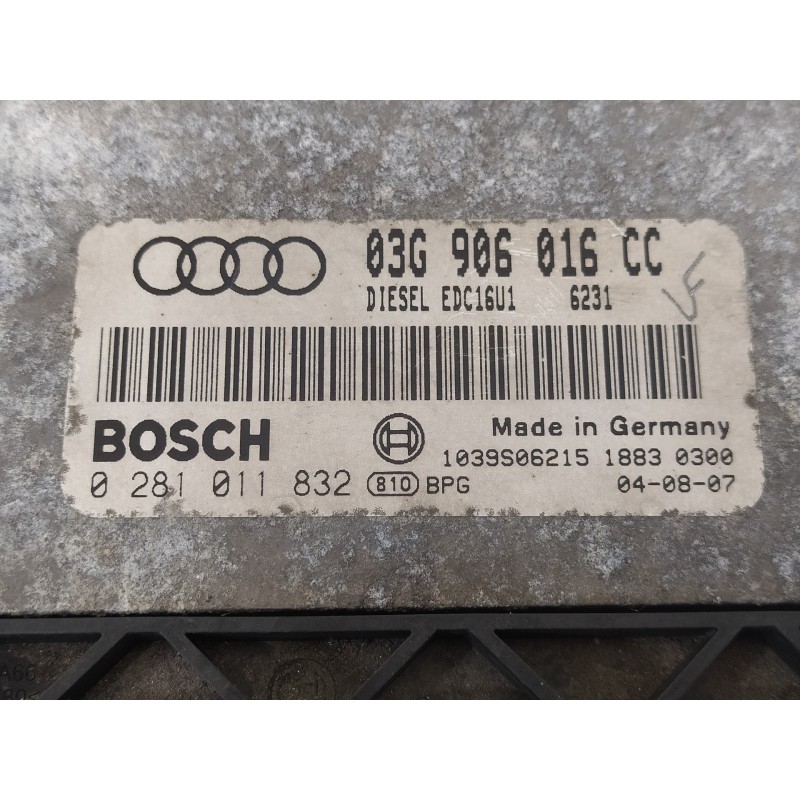 03G 906 016 CC
DIESEL EDC16U1 6231
BOSCH
Made in Germany
1039S06215 1883 0300
0 281 011 832 810 BPG 04-08-07